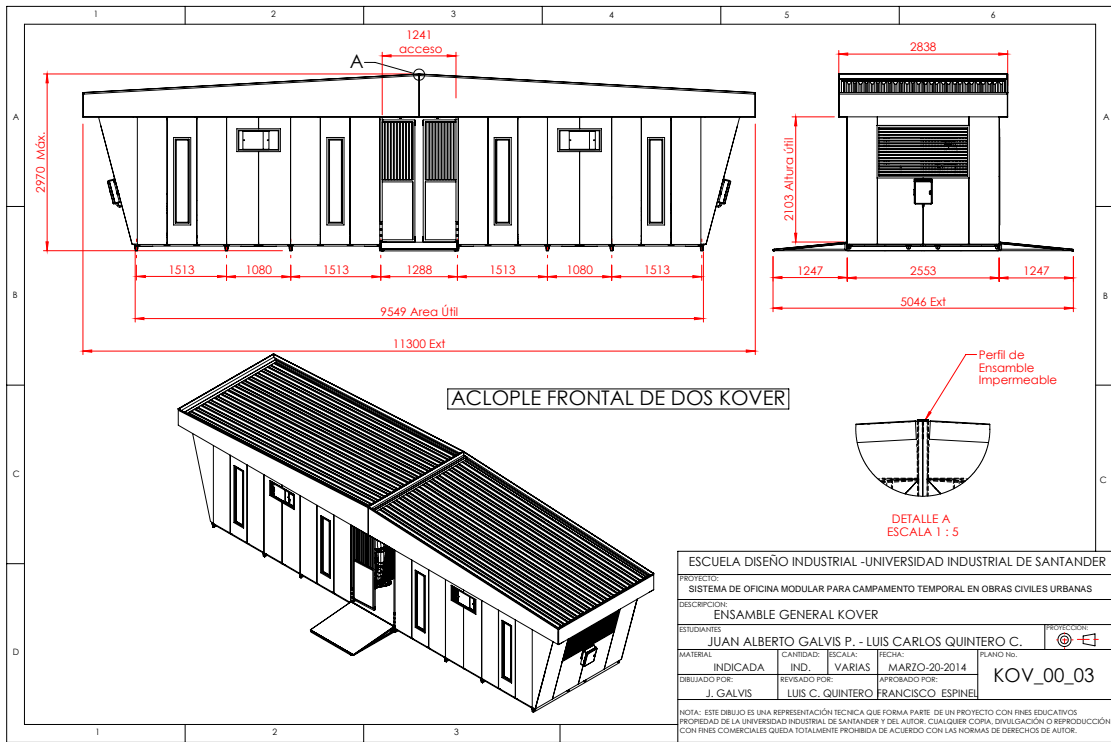 1 2 3 4 5 6
1241
acceso
A
2838
A
A
2970 Máx.
2103 Altura útil
1513 1080 1513 1288 1513 1080 1513
1247 2553 1247
B
B
9549 Area Útil
5046 Ext
11300 Ext
Perfil de
Ensamble
Impermeable
ACLOPLE FRONTAL DE DOS KOVER
C
C
DETALLE A
ESCALA 1 : 5
ESCUELA DISEÑO INDUSTRIAL -UNIVERSIDAD INDUSTRIAL DE SANTANDER
PROYECTO:
SISTEMA DE OFICINA MODULAR PARA CAMPAMENTO TEMPORAL EN OBRAS CIVILES URBANAS
DESCRIPCION:
ENSAMBLE GENERAL KOVER
ESTUDIANTES PROYECCION:
JUAN ALBERTO GALVIS P. - LUIS CARLOS QUINTERO C.
D
D
MATERIAL CANTIDAD: ESCALA: FECHA: PLANO No.
INDICADA IND. VARIAS MARZO-20-2014
KOV_00_03
DIBUJADO POR: REVISADO POR: APROBADO POR:
J. GALVIS LUIS C. QUINTERO FRANCISCO ESPINEL
NOTA: ESTE DIBUJO ES UNA REPRESENTACIÓN TECNICA QUE FORMA PARTE DE UN PROYECTO CON FINES EDUCATIVOS
PROPIEDAD DE LA UNIVERSIDAD INDUSTRIAL DE SANTANDER Y DEL AUTOR. CUALQUIER COPIA, DIVULGACIÓN O REPRODUCCIÓN
CON FINES COMERCIALES QUEDA TOTALMENTE PROHIBIDA DE ACUERDO CON LAS NORMAS DE DERECHOS DE AUTOR.
1 2 3